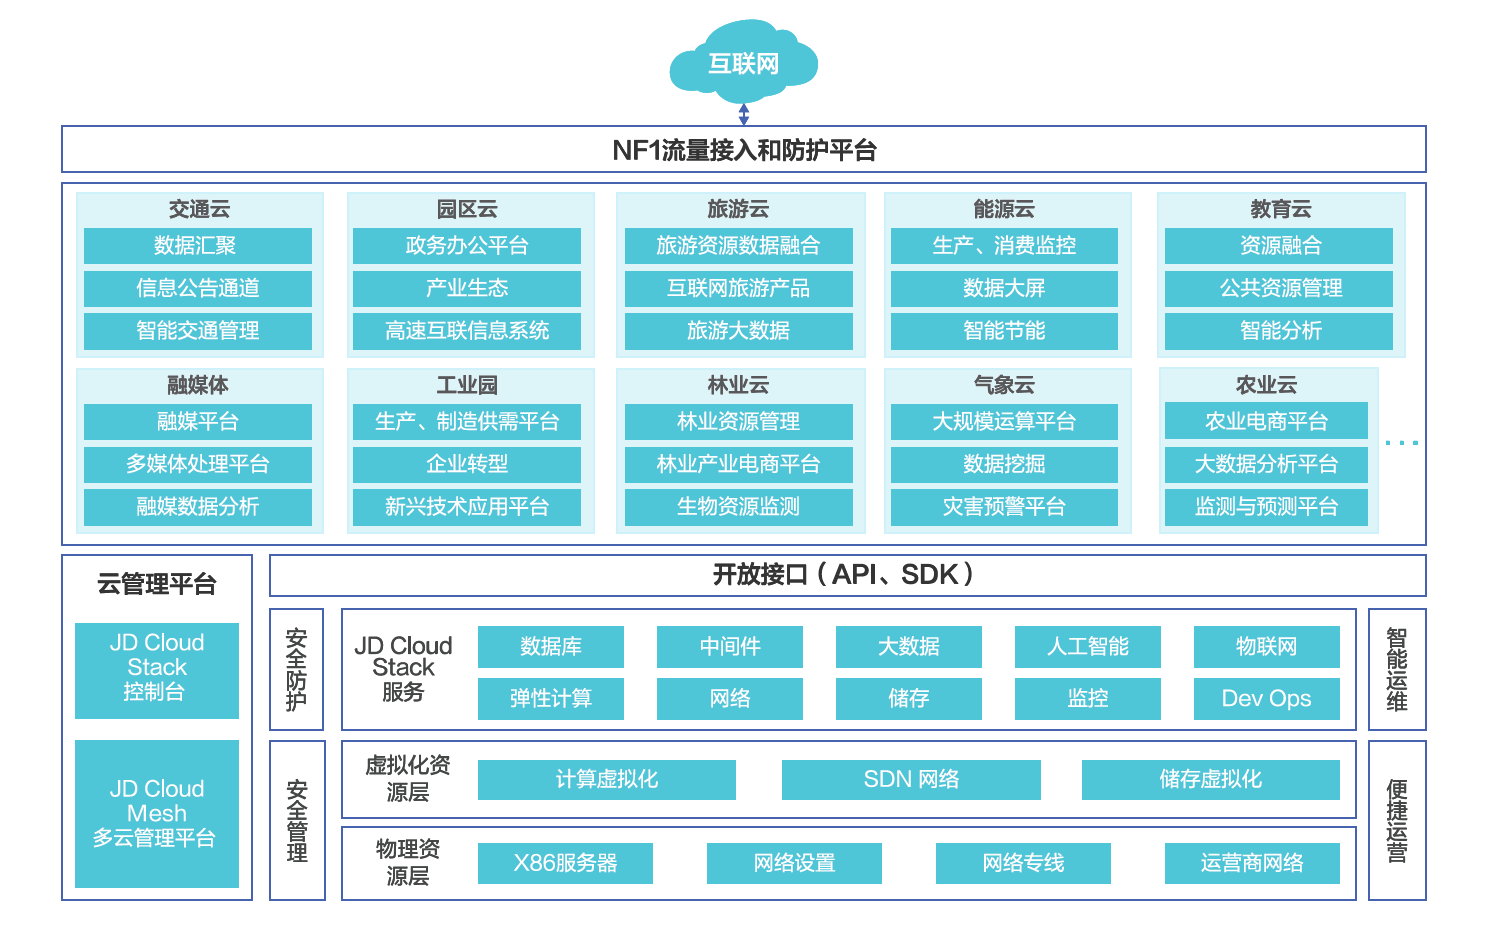 互联网
NF1流量接入和防护平台
交通云
数据汇聚
信息公告通道
智能交通管理
园区云
政务办公平台
产业生态
高速互联信息系统
旅游云
旅游资源数据融合
互联网旅游产品
旅游大数据
能源云
生产、消费监控
数据大屏
智能节能
教育云
资源融合
公共资源管理
智能分析
融媒体
融媒平台
多媒体处理平台
融媒数据分析
工业园
生产、制造供需平台
企业转型
新兴技术应用平台
林业云
林业资源管理
林业产业电商平台
生物资源监测
气象云
大规模运算平台
数据挖掘
灾害预警平台
农业云
农业电商平台
大数据分析平台
监测与预测平台
...
云管理平台
JD Cloud
Stack
控制台
JD Cloud
Mesh
多云管理平台
开放接口（API、SDK）
安全防护
安全管理
JD Cloud
Stack
服务
数据库
中间件
大数据
人工智能
物联网
弹性计算
网络
储存
监控
Dev Ops
虚拟化资
源层
计算虚拟化
SDN 网络
储存虚拟化
物理资
源层
X86服务器
网络设置
网络专线
运营商网络
智能运维
便捷运营